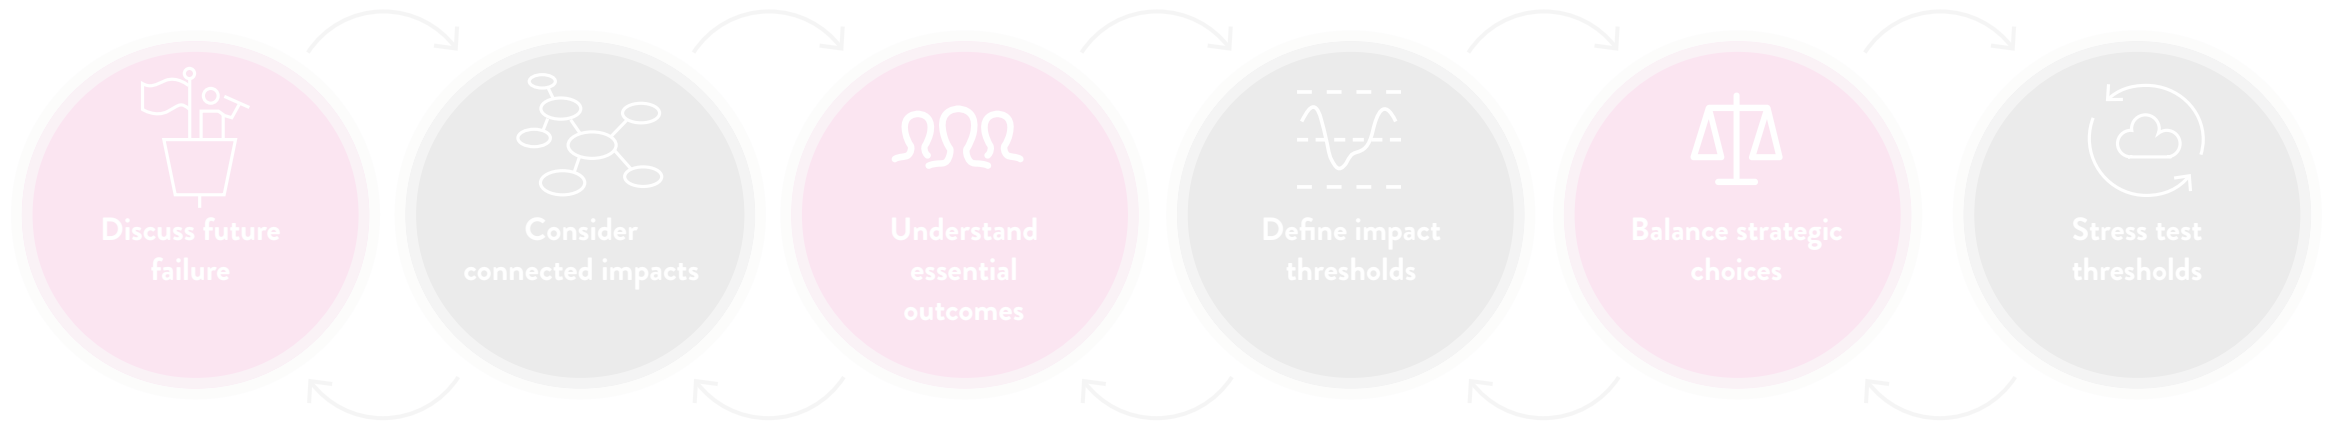 Discuss future
failure
Consider
connected impacts
Understand
essential
outcomes
Define impact
thresholds
Balance strategic
choices
Stress test
thresholds